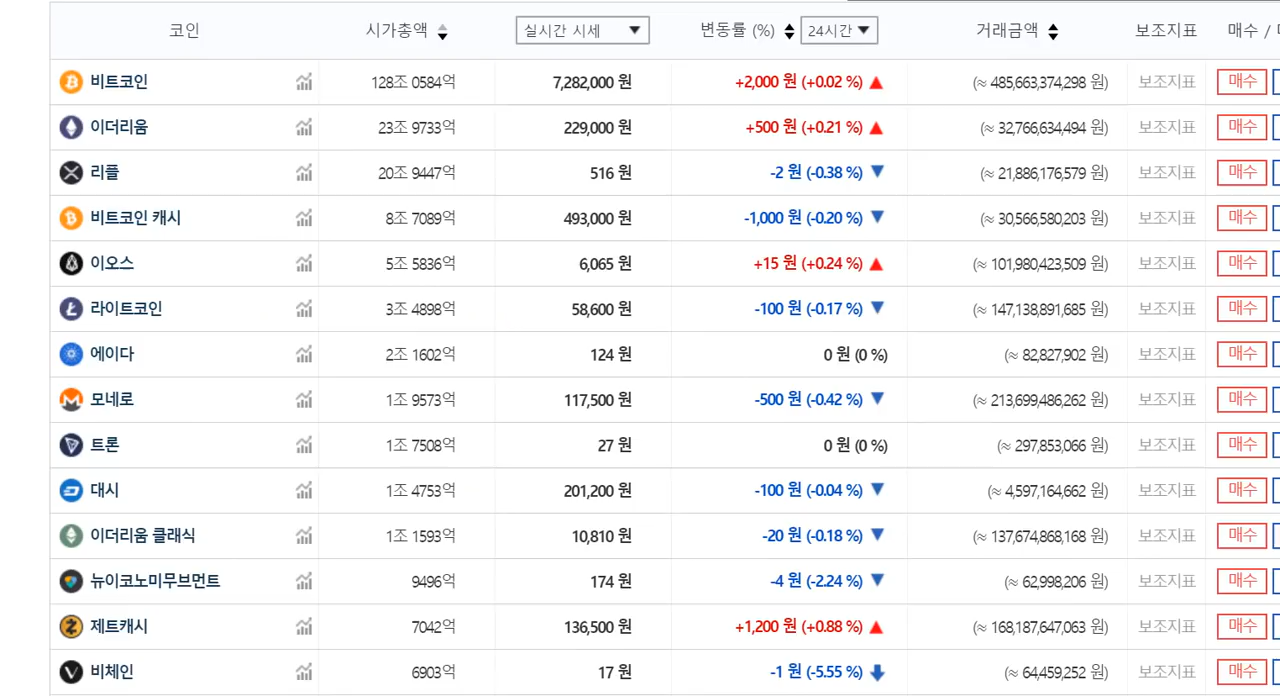 코인 시가총액 실시간 시세 변동률 (%) 24시간 거래금액 보조지표 매수 /
비트코인 128조 0584억 7,282,000 원 +2,000 원 (+0.02 %) (≈ 485,663,374,298 원) 보조지표 매수
이더리움 23조 9733억 229,000 원 +500 원 (+0.21 %) (≈ 32,766,634,494 원) 보조지표 매수
리플 20조 9447억 516 원 -2 원 (-0.38 %) (≈ 21,886,176,579 원) 보조지표 매수
비트코인 캐시 8조 7089억 493,000 원 -1,000 원 (-0.20 %) (≈ 30,566,580,203 원) 보조지표 매수
이오스 5조 5836억 6,065 원 +15 원 (+0.24 %) (≈ 101,980,423,509 원) 보조지표 매수
라이트코인 3조 4898억 58,600 원 -100 원 (-0.17 %) (≈ 147,138,891,685 원) 보조지표 매수
에이다 2조 1602억 124 원 0 원 (0 %) (≈ 82,827,902 원) 보조지표 매수
모네로 1조 9573억 117,500 원 -500 원 (-0.42 %) (≈ 213,699,486,262 원) 보조지표 매수
트론 1조 7508억 27 원 0 원 (0 %) (≈ 297,853,066 원) 보조지표 매수
대시 1조 4753억 201,200 원 -100 원 (-0.04 %) (≈ 4,597,164,662 원) 보조지표 매수
이더리움 클래식 1조 1593억 10,810 원 -20 원 (-0.18 %) (≈ 137,674,868,168 원) 보조지표 매수
뉴이코노미무브먼트 9496억 174 원 -4 원 (-2.24 %) (≈ 62,998,206 원) 보조지표 매수
제트캐시 7042억 136,500 원 +1,200 원 (+0.88 %) (≈ 168,187,647,063 원) 보조지표 매수
비체인 6903억 17 원 -1 원 (-5.55 %) (≈ 64,459,252 원) 보조지표 매수